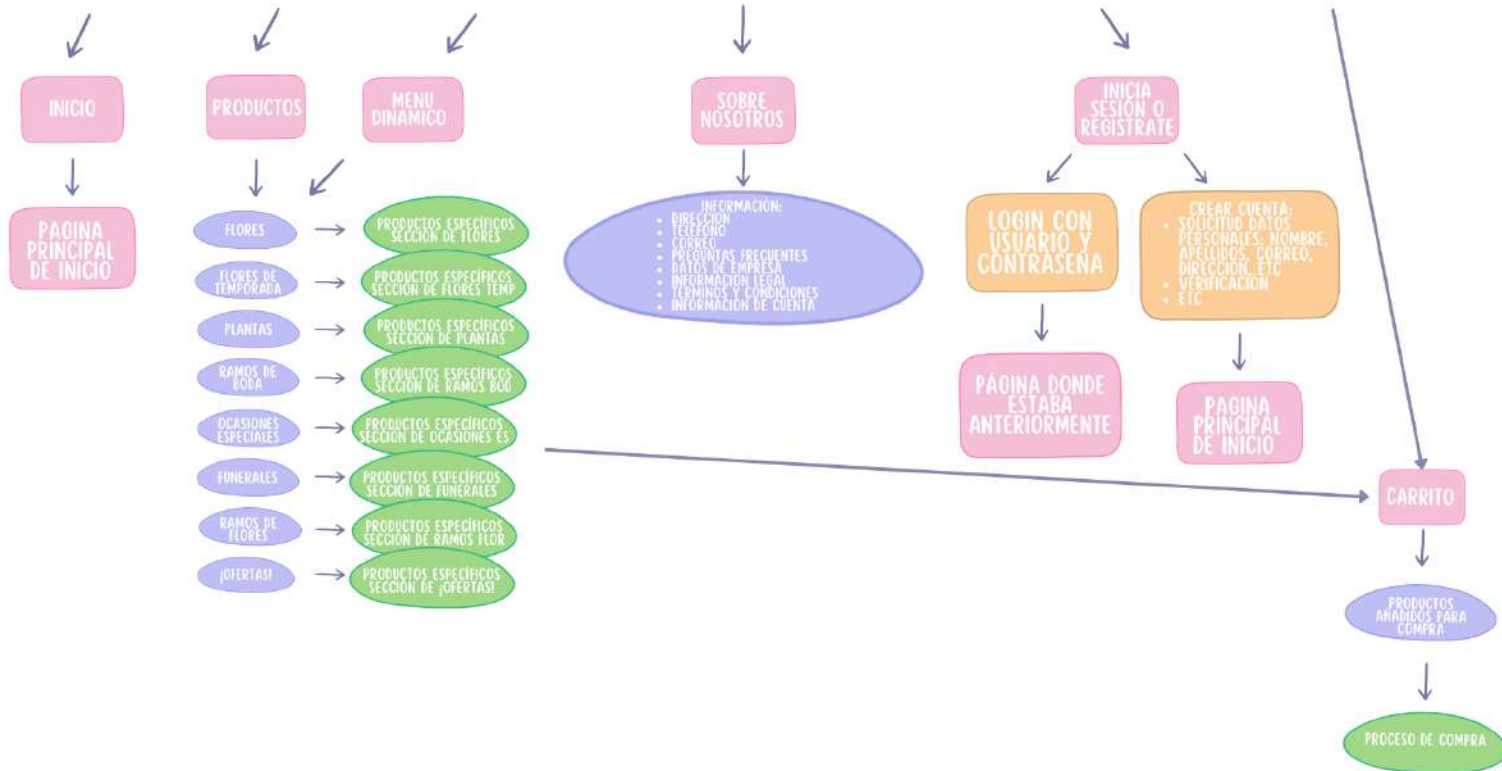 INICIO
PRODUCTOS
MENU
DINAMICO
SOBRE
NOSOTROS
INICIA
SESIÓN O
REGISTRATE
PAGINA
PRINCIPAL
DE INICIO
FLORES
PRODUCTOS ESPECÍFICOS
SECCIÓN DE FLORES
FLORES DE
TEMPORADA
PRODUCTOS ESPECÍFICOS
SECCIÓN DE FLORES TEMP
PLANTAS
PRODUCTOS ESPECÍFICOS
SECCIÓN DE PLANTAS
RAMOS DE
BODA
PRODUCTOS ESPECÍFICOS
SECCIÓN DE RAMOS BOD
OCASIONES
ESPECIALES
PRODUCTOS ESPECÍFICOS
SECCIÓN DE OCASIONES ES
FUNERALES
PRODUCTOS ESPECÍFICOS
SECCIÓN DE FUNERALES
RAMOS DE
FLORES
PRODUCTOS ESPECÍFICOS
SECCIÓN DE RAMOS FLOR
¡OFERTAS!
PRODUCTOS ESPECÍFICOS
SECCIÓN DE ¡OFERTAS!
INFORMACIÓN:
• DIRECCIÓN
• TELÉFONO
• CORREO
• PREGUNTAS FRECUENTES
• DATOS DE EMPRESA
• INFORMACIÓN LEGAL
• TERMINOS Y CONDICIONES
• INFORMACIÓN DE CUENTA
LOGIN CON
USUARIO Y
CONTRASEÑA
CREAR CUENTA:
• SOLICITUD DATOS
PERSONALES: NOMBRE,
APELLIDOS, CORREO,
DIRECCIÓN, ETC
• VERIFICACIÓN
• ETC
PÁGINA DONDE
ESTABA
ANTERIORMENTE
PAGINA
PRINCIPAL
DE INICIO
CARRITO
PRODUCTOS
AÑADIDOS PARA
COMPRA
PROCESO DE COMPRA